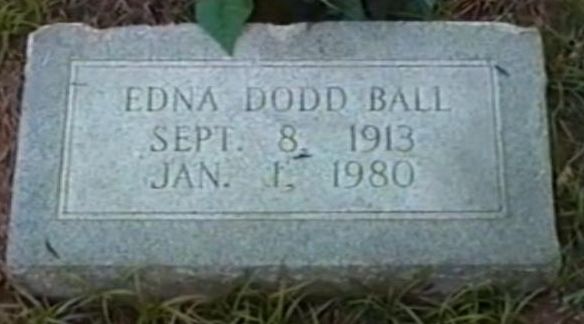 EDNA DODD BALL
SEPT. 8, 1913
JAN. 1, 1980